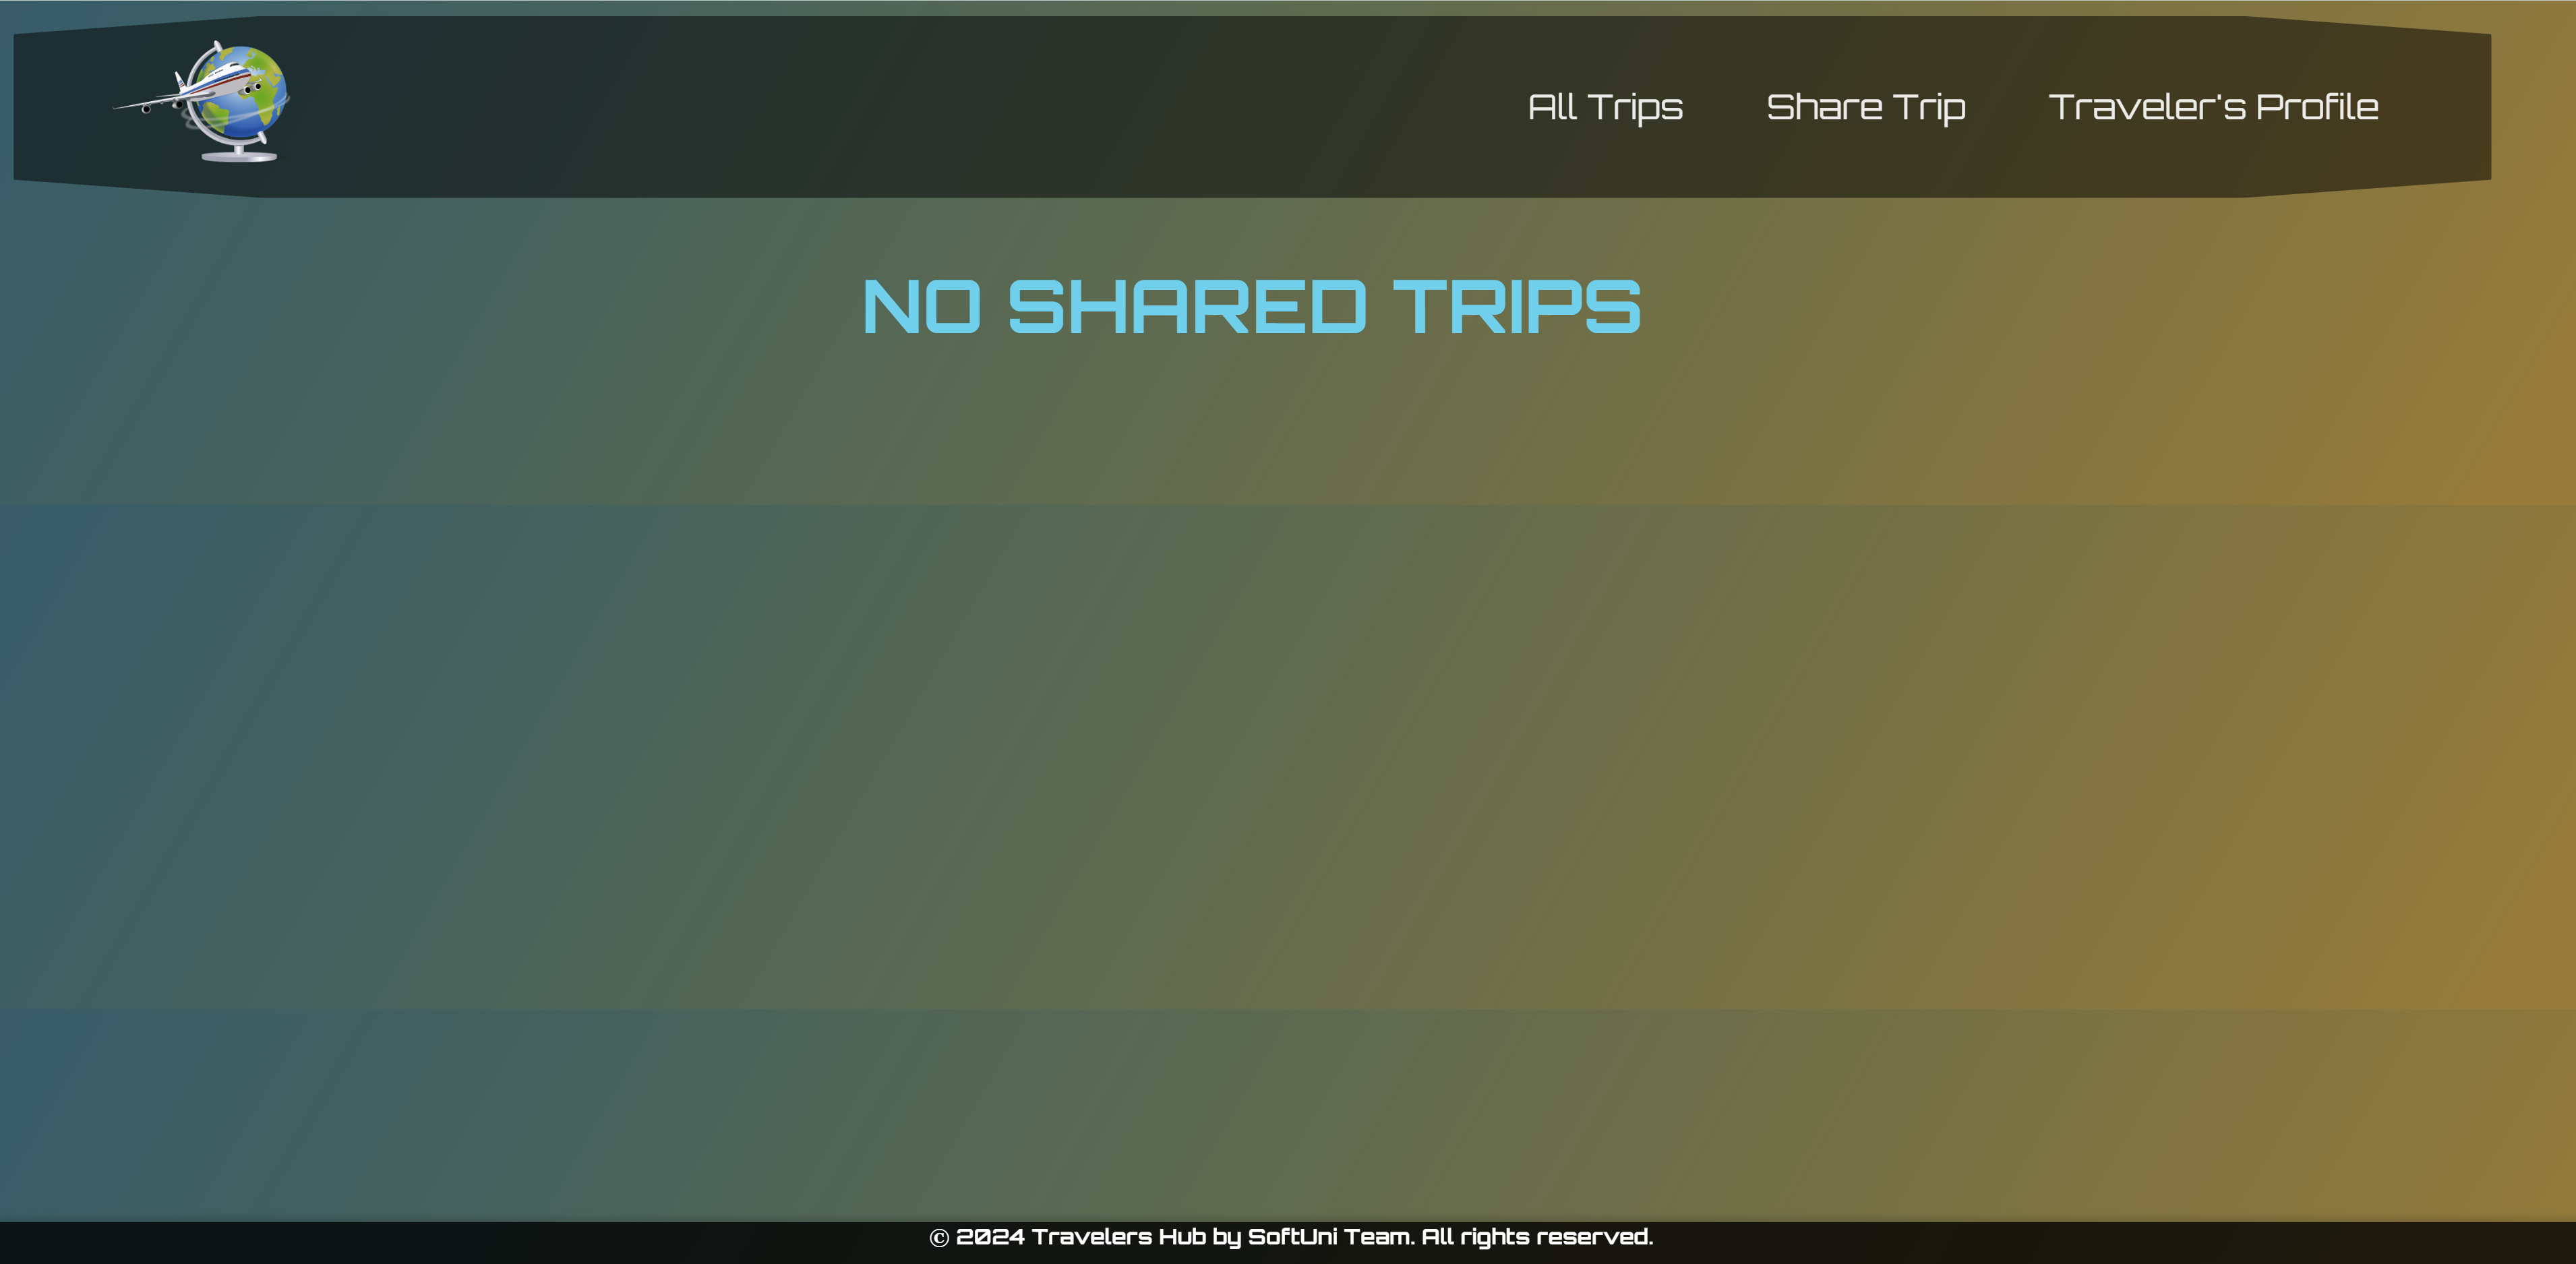 All Trips
Share Trip
Traveler's Profile
NO SHARED TRIPS
© 2024 Travelers Hub by SoftUni Team. All rights reserved.